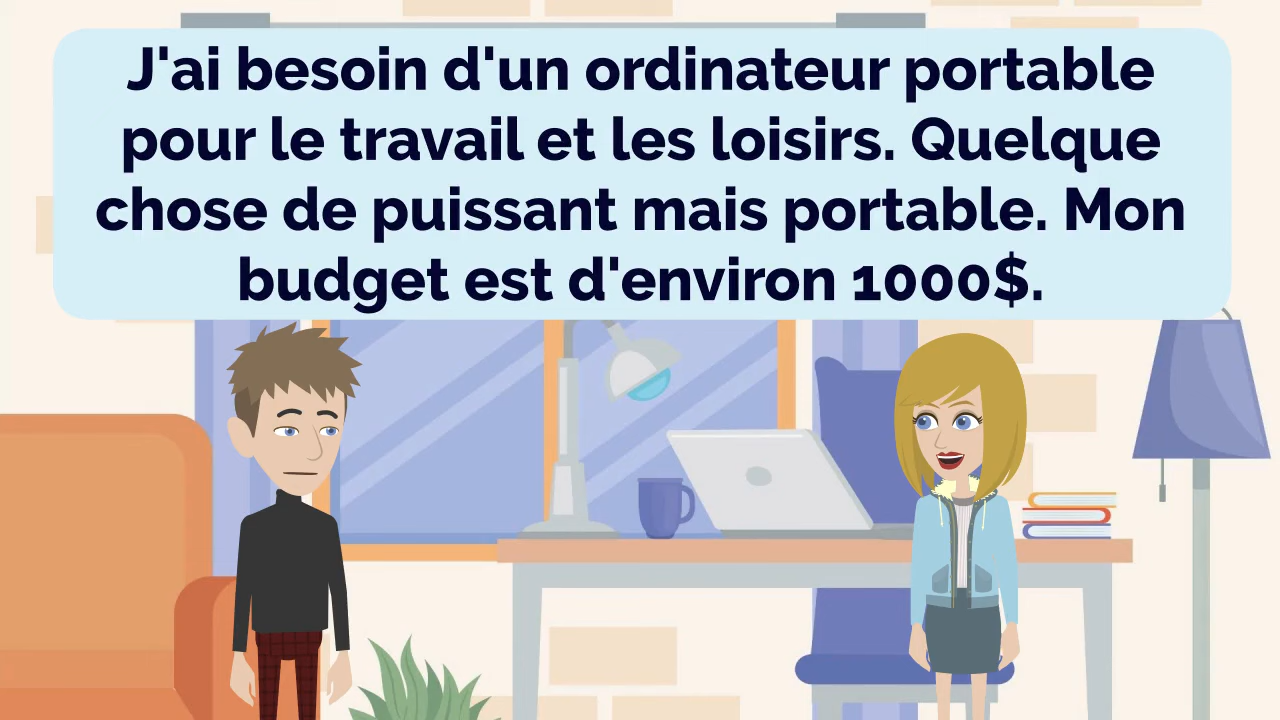 J'ai besoin d'un ordinateur portable
pour le travail et les loisirs. Quelque
chose de puissant mais portable. Mon
budget est d'environ 1000$.